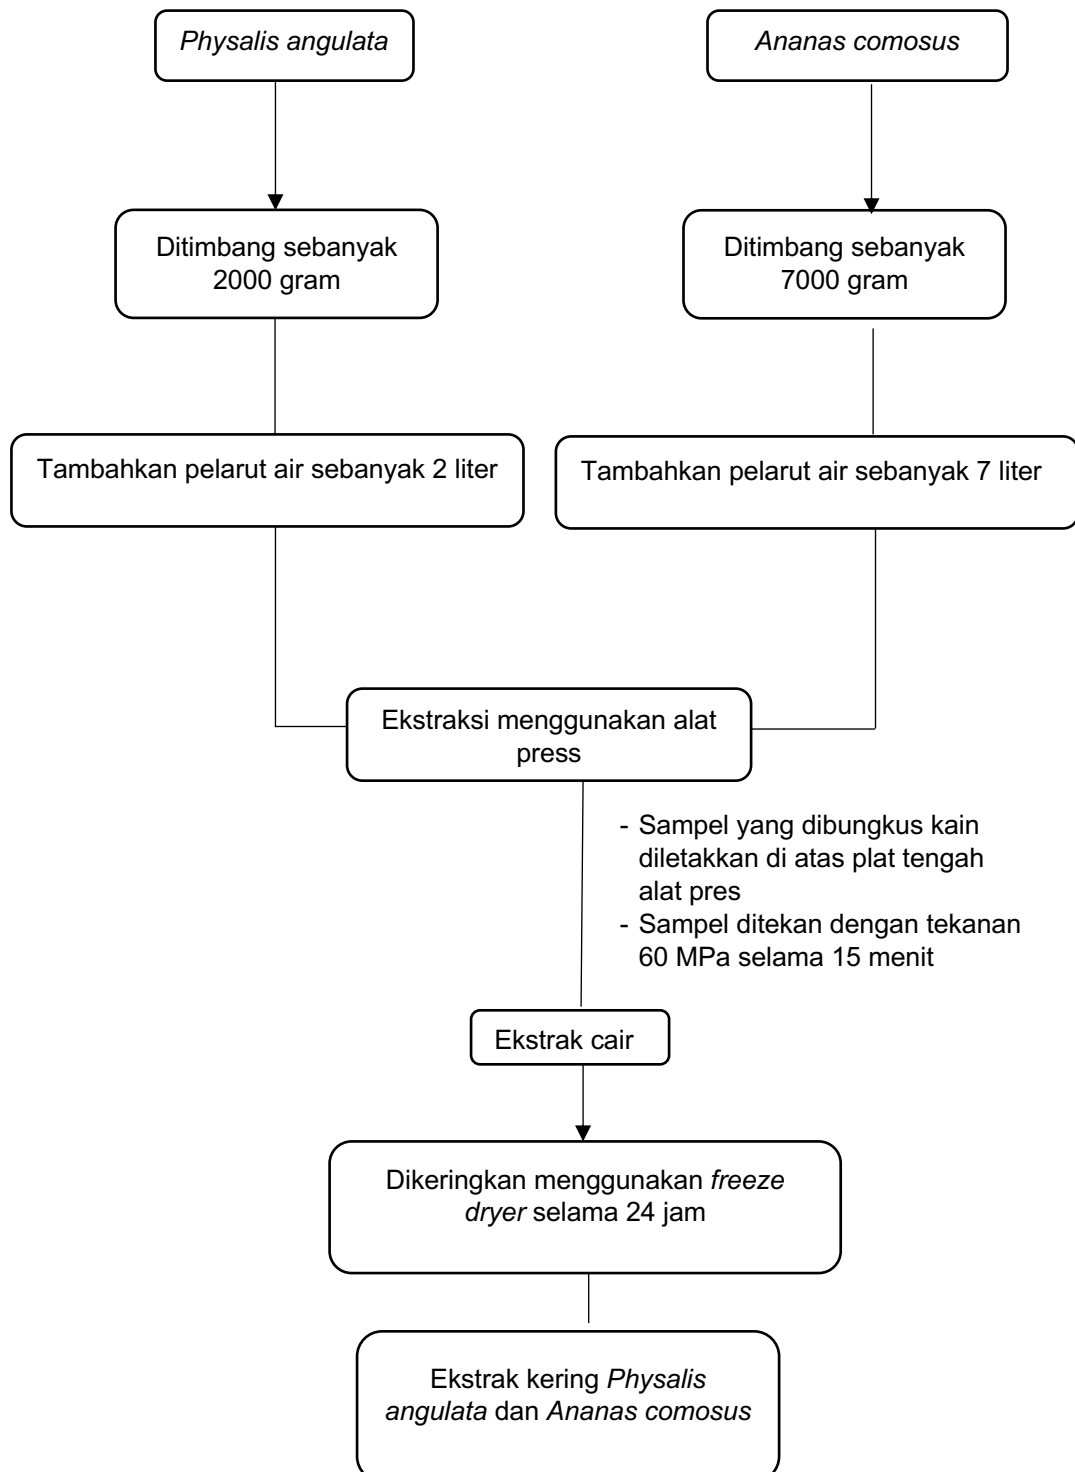 Physalis angulata
Ananas comosus
Ditimbang sebanyak
2000 gram
Ditimbang sebanyak
7000 gram
Tambahkan pelarut air sebanyak 2 liter
Tambahkan pelarut air sebanyak 7 liter
Ekstraksi menggunakan alat
press
- Sampel yang dibungkus kain
diletakkan di atas plat tengah
alat pres
- Sampel ditekan dengan tekanan
60 MPa selama 15 menit
Ekstrak cair
Dikeringkan menggunakan freeze
dryer selama 24 jam
Ekstrak kering Physalis
angulata dan Ananas comosus